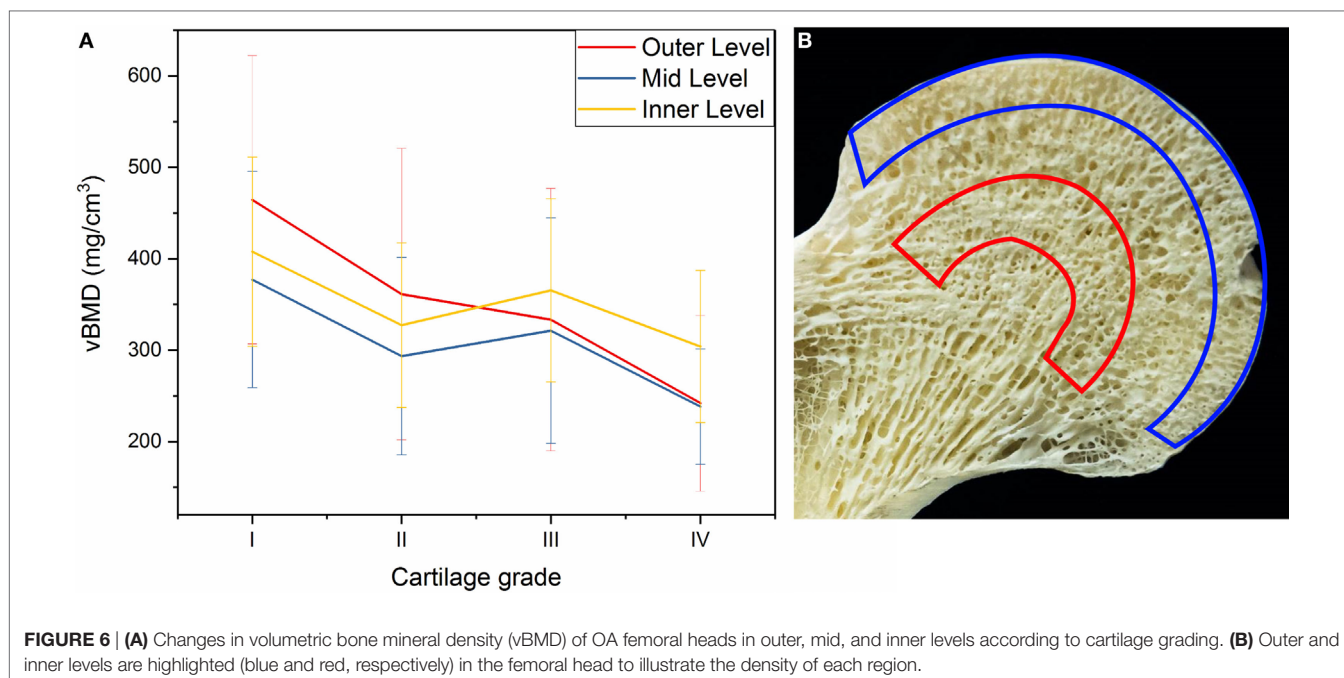 A
Outer Level
Mid Level
Inner Level
600
500
400
300
200
vBMD (mg/cm³)
I II III IV
Cartilage grade
B
FIGURE 6 | (A) Changes in volumetric bone mineral density (vBMD) of OA femoral heads in outer, mid, and inner levels according to cartilage grading. (B) Outer and
inner levels are highlighted (blue and red, respectively) in the femoral head to illustrate the density of each region.